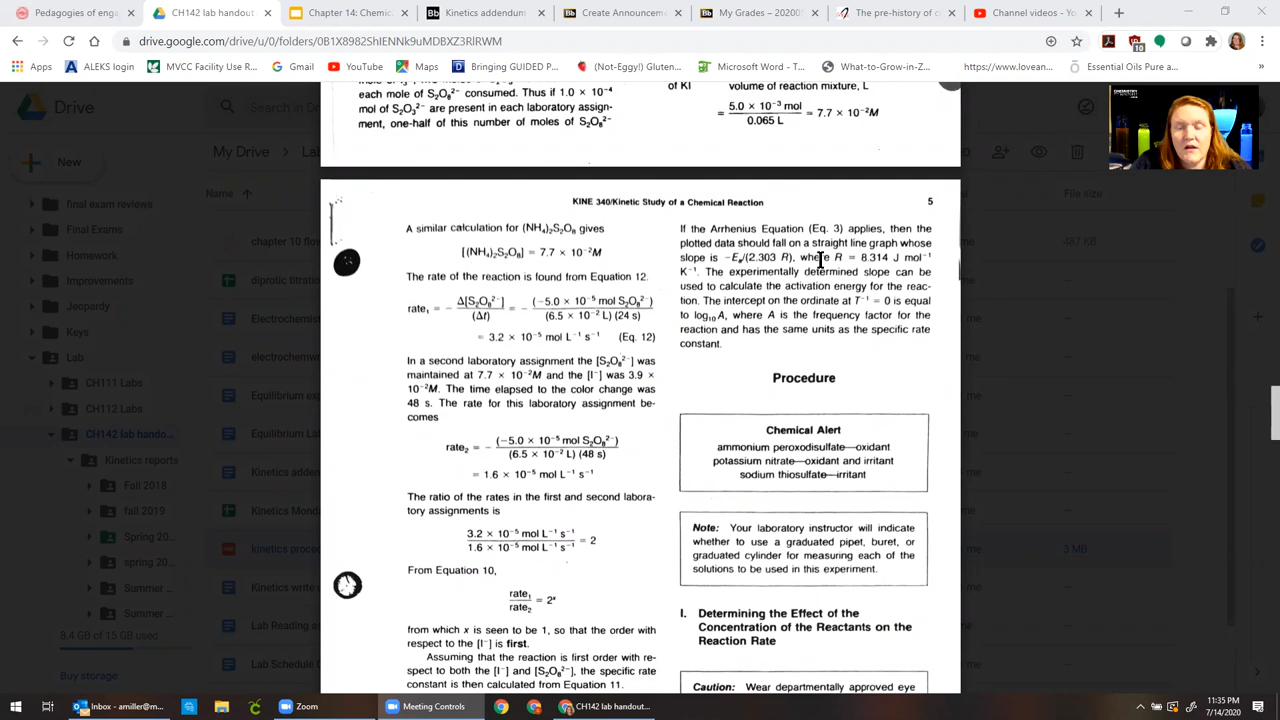 Pedagogies of engag
CH142 lab handout
Chapter 14: Chemic
Kinetics addendum
Create Announcem
My Grades – 202005
The pre-history of c
Channel videos - Yo
drive.google.com/drive/u/0/folders/0B1X8982ShIENNk9uMDBXZ3RlRWM
Apps
ALEKS login
MVCC Facility Use R...
Gmail
YouTube
Maps
Bringing GUIDED P...
(Not-Eggy!) Gluten...
Microsoft Word - T...
What-to-Grow-in-Z...
https://www.lowcan...
Essential Oils Pure a...
Drive
New
My Drive
Name
File size
final exam reviews
Final Exams
Homework
Improvements
Jeopardy
Keys
Lab
CH111 Labs
CH112 Labs
CH142 lab hando...
Kinetics reports
Fall 2018
fall 2019
Spring 20...
spring 20...
Summer ...
Summer ...
8.4 GB of 15 GB used
Buy storage
chapter 10 flow
487 KB
diprotic titration
Electrochemis
electrochemwr
Equilibrium exp
Equilibrium Lab
Kinetics adden
Kinetics Monda
kinetics proced
3 MB
Kinetics write u
Lab Reading as
Lab Schedule D
each mole of S₂O₈²⁻ consumed. Thus if 1.0 × 10⁻⁴
mol of S₂O₃²⁻ are present in each laboratory assign-
ment, one-half of this number of moles of S₂O₈²⁻
of KI
volume of reaction mixture, L
= 5.0 × 10⁻³ mol / 0.065 L = 7.7 × 10⁻²M
KINE 340/Kinetic Study of a Chemical Reaction
5
A similar calculation for (NH₄)₂S₂O₈ gives
[(NH₄)₂S₂O₈] = 7.7 × 10⁻²M
The rate of the reaction is found from Equation 12.
rate₁ = − Δ[S₂O₈²⁻] / (Δt) = − (−5.0 × 10⁻⁵ mol S₂O₈²⁻) / (6.5 × 10⁻² L) (24 s)
= 3.2 × 10⁻⁵ mol L⁻¹ s⁻¹ (Eq. 12)
In a second laboratory assignment the [S₂O₈²⁻] was
maintained at 7.7 × 10⁻²M and the [I⁻] was 3.9 ×
10⁻²M. The time elapsed to the color change was
48 s. The rate for this laboratory assignment be-
comes
rate₂ = − (−5.0 × 10⁻⁵ mol S₂O₈²⁻) / (6.5 × 10⁻² L) (48 s)
= 1.6 × 10⁻⁵ mol L⁻¹ s⁻¹
The ratio of the rates in the first and second labora-
tory assignments is
3.2 × 10⁻⁵ mol L⁻¹ s⁻¹ / 1.6 × 10⁻⁵ mol L⁻¹ s⁻¹ = 2
From Equation 10,
rate₁ / rate₂ = 2ˣ
from which x is seen to be 1, so that the order with
respect to the [I⁻] is first.
Assuming that the reaction is first order with re-
spect to both the [I⁻] and [S₂O₈²⁻], the specific rate
constant is then calculated from Equation 11.
If the Arrhenius Equation (Eq. 3) applies, then the
plotted data should fall on a straight line graph whose
slope is −Eₐ/(2.303 R), where R = 8.314 J mol⁻¹
K⁻¹. The experimentally determined slope can be
used to calculate the activation energy for the reac-
tion. The intercept on the ordinate at T⁻¹ = 0 is equal
to log₁₀A, where A is the frequency factor for the
reaction and has the same units as the specific rate
constant.
Procedure
Chemical Alert
ammonium peroxodisulfate—oxidant
potassium nitrate—oxidant and irritant
sodium thiosulfate—irritant
Note: Your laboratory instructor will indicate
whether to use a graduated pipet, buret, or
graduated cylinder for measuring each of the
solutions to be used in this experiment.
I. Determining the Effect of the
Concentration of the Reactants on the
Reaction Rate
Caution: Wear departmentally approved eye
Inbox - amiller@m...
Zoom
Meeting Controls
CH142 lab handout...
11:35 PM
7/14/2020